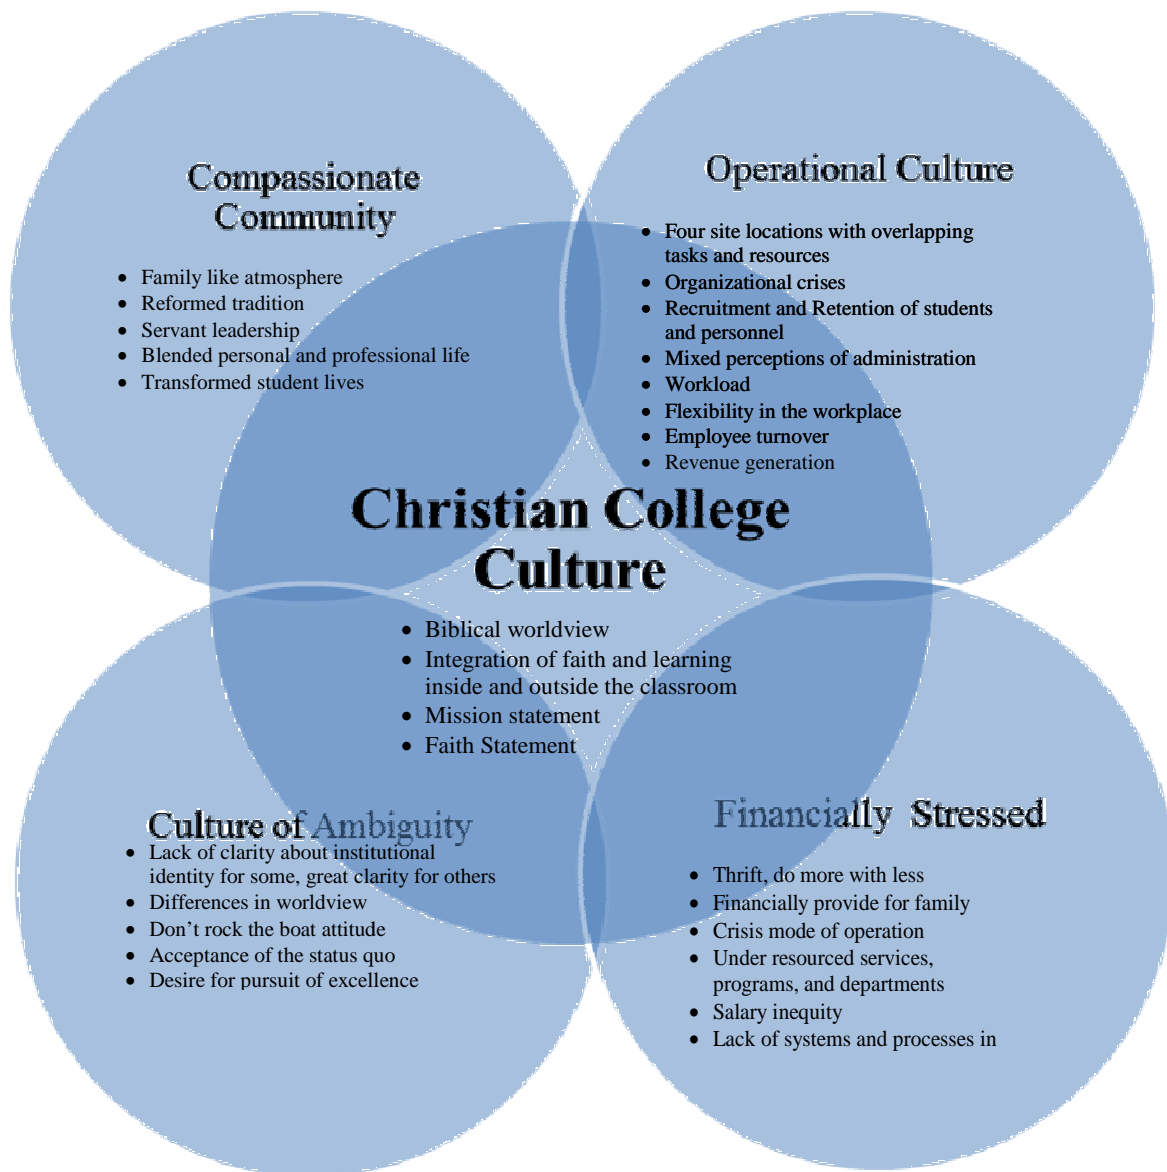 Compassionate
Community
• Family like atmosphere
• Reformed tradition
• Servant leadership
• Blended personal and professional life
• Transformed student lives
Operational Culture
• Four site locations with overlapping
tasks and resources
• Organizational crises
• Recruitment and Retention of students
and personnel
• Mixed perceptions of administration
• Workload
• Flexibility in the workplace
• Employee turnover
• Revenue generation
Christian College
Culture
• Biblical worldview
• Integration of faith and learning
inside and outside the classroom
• Mission statement
• Faith Statement
Culture of Ambiguity
• Lack of clarity about institutional
identity for some, great clarity for others
• Differences in worldview
• Don’t rock the boat attitude
• Acceptance of the status quo
• Desire for pursuit of excellence
Financially Stressed
• Thrift, do more with less
• Financially provide for family
• Crisis mode of operation
• Under resourced services,
programs, and departments
• Salary inequity
• Lack of systems and processes in